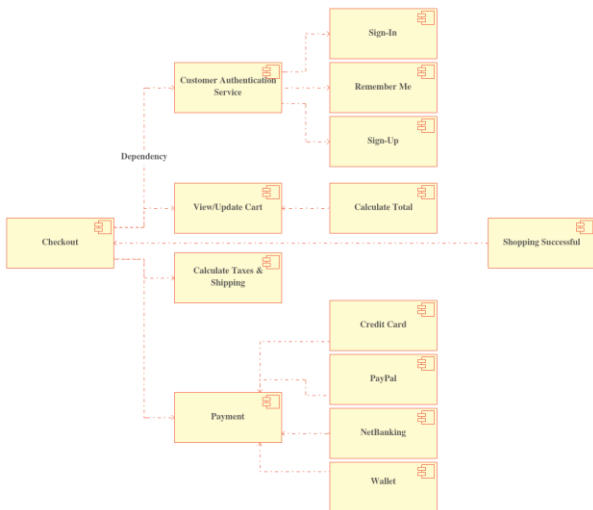 Sign-In
Customer Authentication
Service
Remember Me
Sign-Up
Dependency
View/Update Cart
Calculate Total
Checkout
Shopping Successful
Calculate Taxes &
Shipping
Credit Card
PayPal
Payment
NetBanking
Wallet